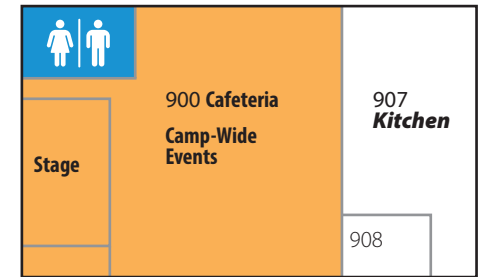 900 Cafeteria
Camp-Wide
Events
907
Kitchen
Stage
908